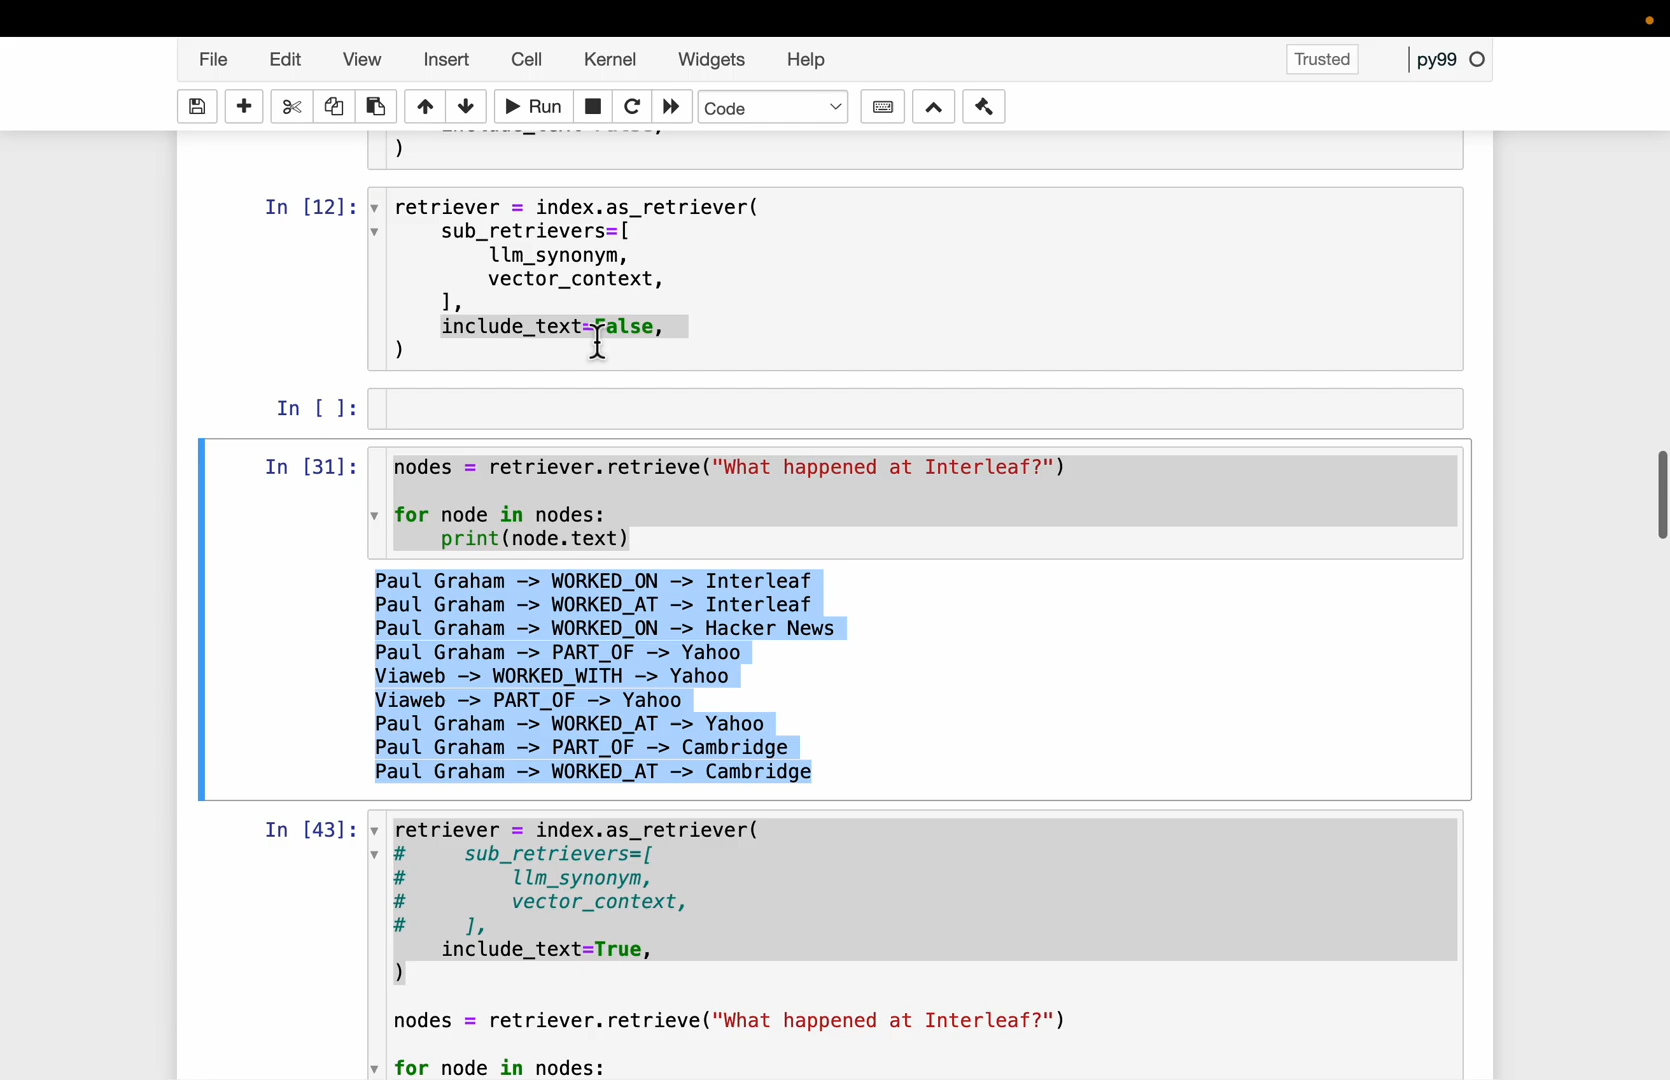 File Edit View Insert Cell Kernel Widgets Help Trusted py99
Run Code
)
In [12]: retriever = index.as_retriever(
sub_retrievers=[
llm_synonym,
vector_context,
],
include_text=False,
)
In [ ]:
In [31]: nodes = retriever.retrieve("What happened at Interleaf?")
for node in nodes:
print(node.text)
Paul Graham -> WORKED_ON -> Interleaf
Paul Graham -> WORKED_AT -> Interleaf
Paul Graham -> WORKED_ON -> Hacker News
Paul Graham -> PART_OF -> Yahoo
Viaweb -> WORKED_WITH -> Yahoo
Viaweb -> PART_OF -> Yahoo
Paul Graham -> WORKED_AT -> Yahoo
Paul Graham -> PART_OF -> Cambridge
Paul Graham -> WORKED_AT -> Cambridge
In [43]: retriever = index.as_retriever(
# sub_retrievers=[
# llm_synonym,
# vector_context,
# ],
include_text=True,
)
nodes = retriever.retrieve("What happened at Interleaf?")
for node in nodes: